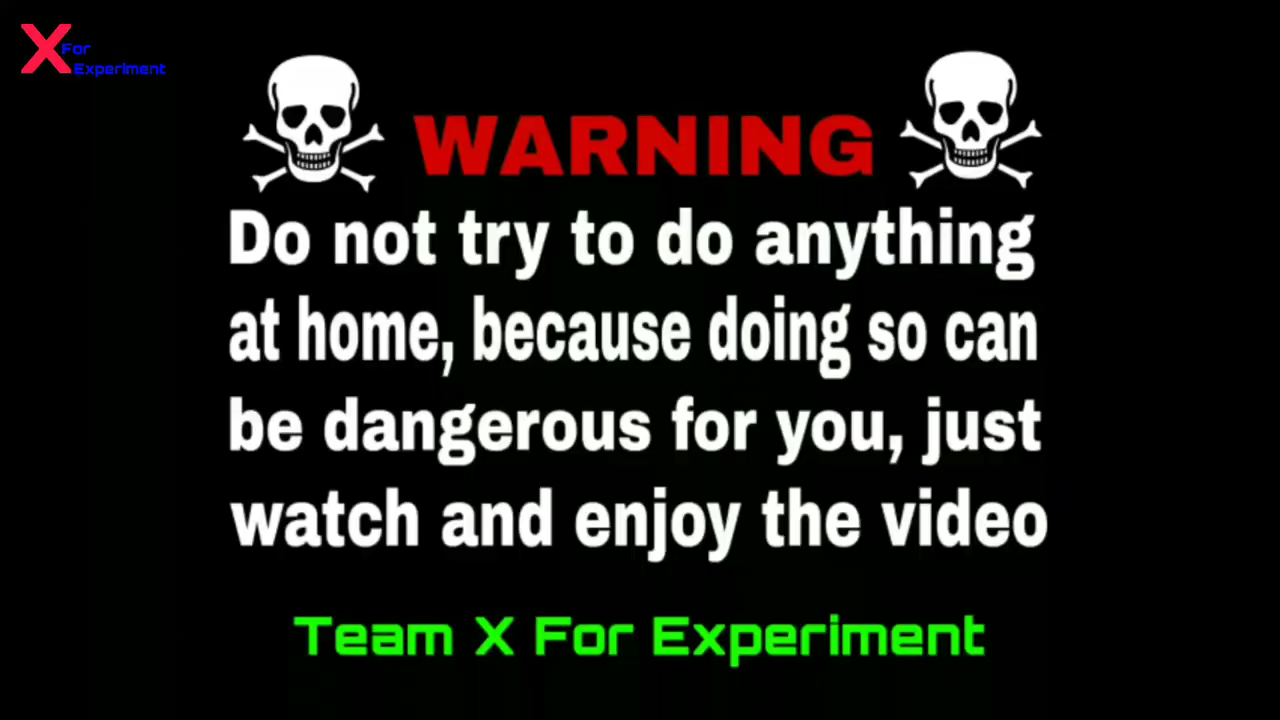 X For
Experiment
WARNING
Do not try to do anything
at home, because doing so can
be dangerous for you, just
watch and enjoy the video
Team X For Experiment